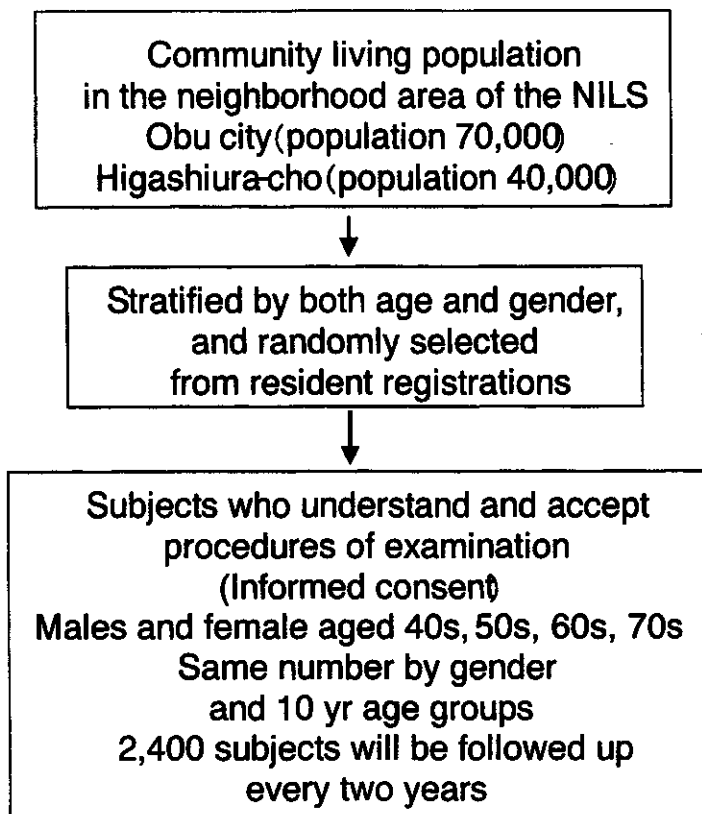 Community living population
in the neighborhood area of the NILS
Obu city(population 70,000)
Higashiura-cho(population 40,000)
Stratified by both age and gender,
and randomly selected
from resident registrations
Subjects who understand and accept
procedures of examination
(Informed consent)
Males and female aged 40s, 50s, 60s, 70s
Same number by gender
and 10 yr age groups
2,400 subjects will be followed up
every two years